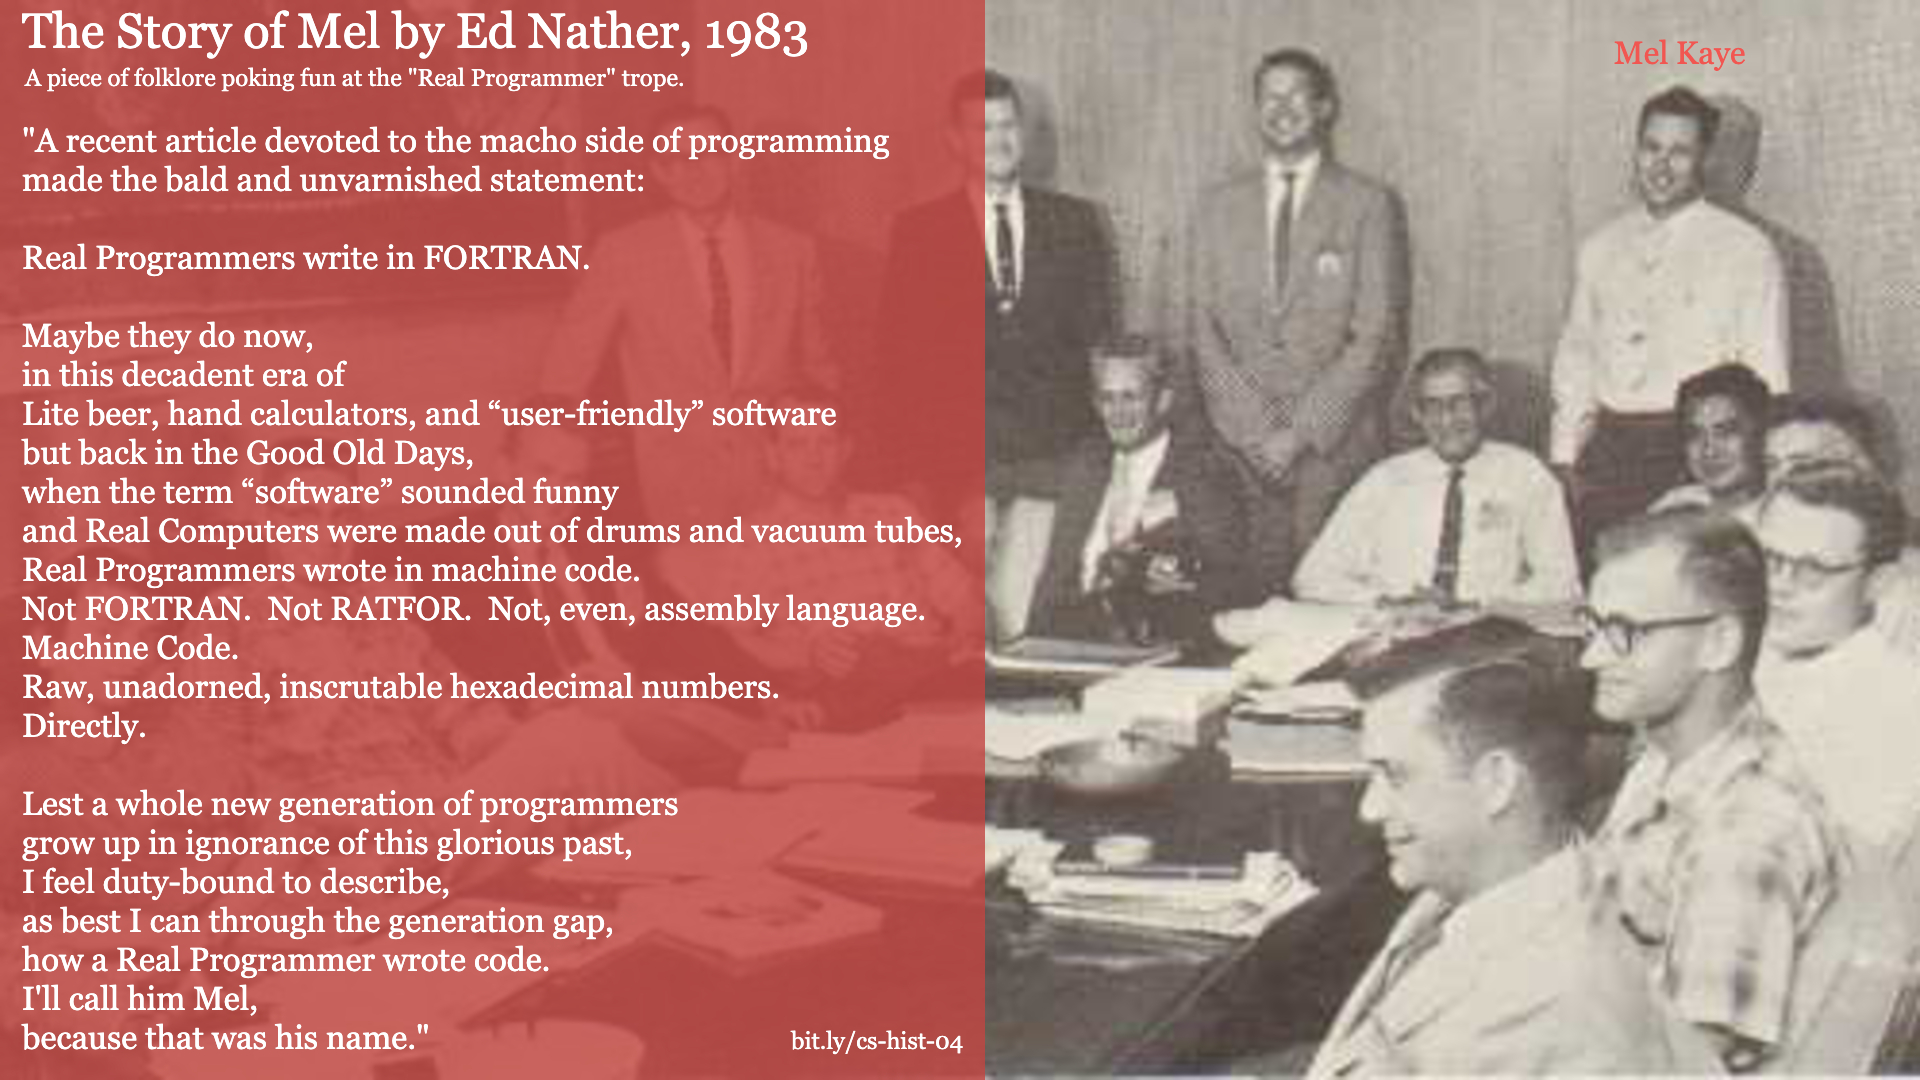 The Story of Mel by Ed Nather, 1983
A piece of folklore poking fun at the "Real Programmer" trope.
"A recent article devoted to the macho side of programming
made the bald and unvarnished statement:
Real Programmers write in FORTRAN.
Maybe they do now,
in this decadent era of
Lite beer, hand calculators, and “user-friendly” software
but back in the Good Old Days,
when the term “software” sounded funny
and Real Computers were made out of drums and vacuum tubes,
Real Programmers wrote in machine code.
Not FORTRAN.  Not RATFOR.  Not, even, assembly language.
Machine Code.
Raw, unadorned, inscrutable hexadecimal numbers.
Directly.
Lest a whole new generation of programmers
grow up in ignorance of this glorious past,
I feel duty-bound to describe,
as best I can through the generation gap,
how a Real Programmer wrote code.
I'll call him Mel,
because that was his name."
bit.ly/cs-hist-04
Mel Kaye